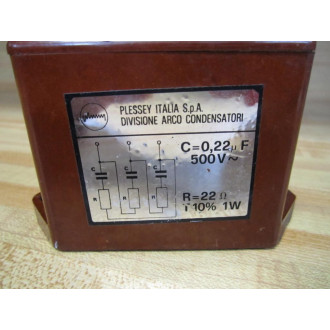 PLESSEY ITALIA S.p.A.
DIVISIONE ARCO CONDENSATORI
C=0,22µF
500V~
R=22Ω
10% 1W
C C C
R R R